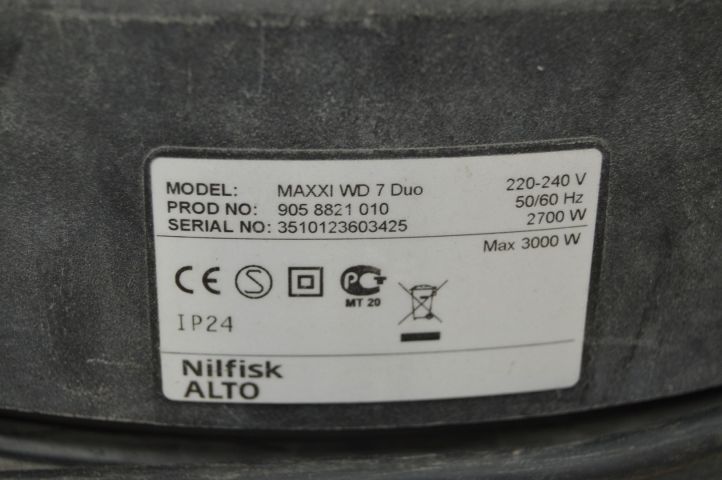 MODEL: MAXXI WD 7 Duo 220-240 V
PROD NO: 905 8821 010 50/60 Hz
SERIAL NO: 3510123603425 2700 W
Max 3000 W
CE S PG MT 20
IP24
Nilfisk
ALTO